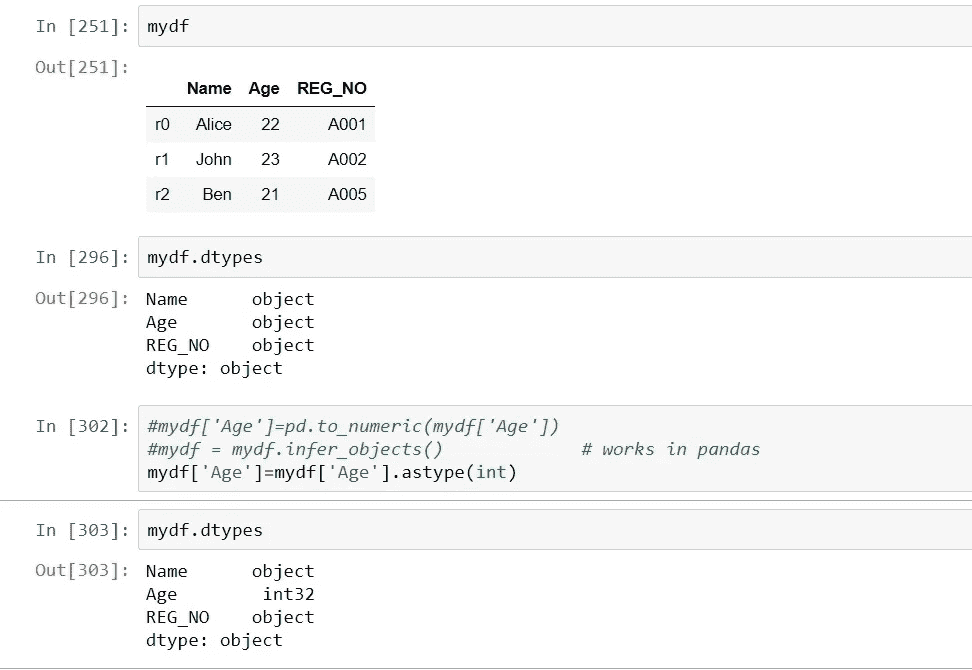 In [251]: mydf
Out[251]:
Name Age REG_NO
r0 Alice 22 A001
r1 John 23 A002
r2 Ben 21 A005
In [296]: mydf.dtypes
Out[296]: Name      object
Age       object
REG_NO    object
dtype: object
In [302]: #mydf['Age']=pd.to_numeric(mydf['Age'])
#mydf = mydf.infer_objects()             # works in pandas
mydf['Age']=mydf['Age'].astype(int)
In [303]: mydf.dtypes
Out[303]: Name      object
Age        int32
REG_NO    object
dtype: object